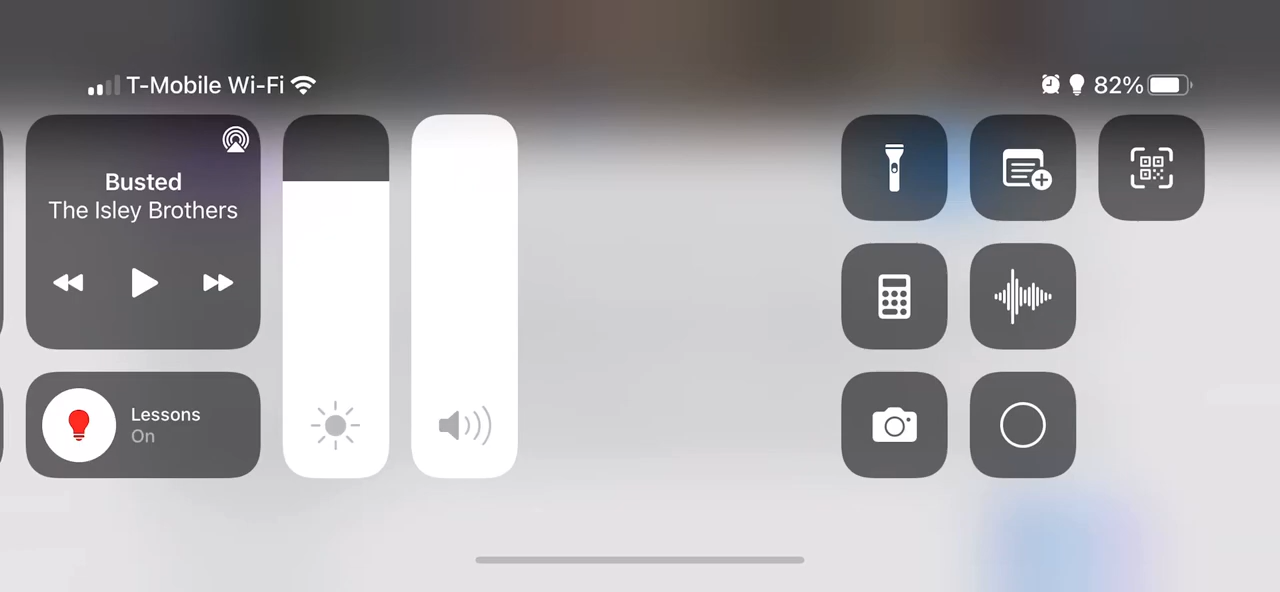 T-Mobile Wi-Fi
82%
Busted
The Isley Brothers
Lessons
On